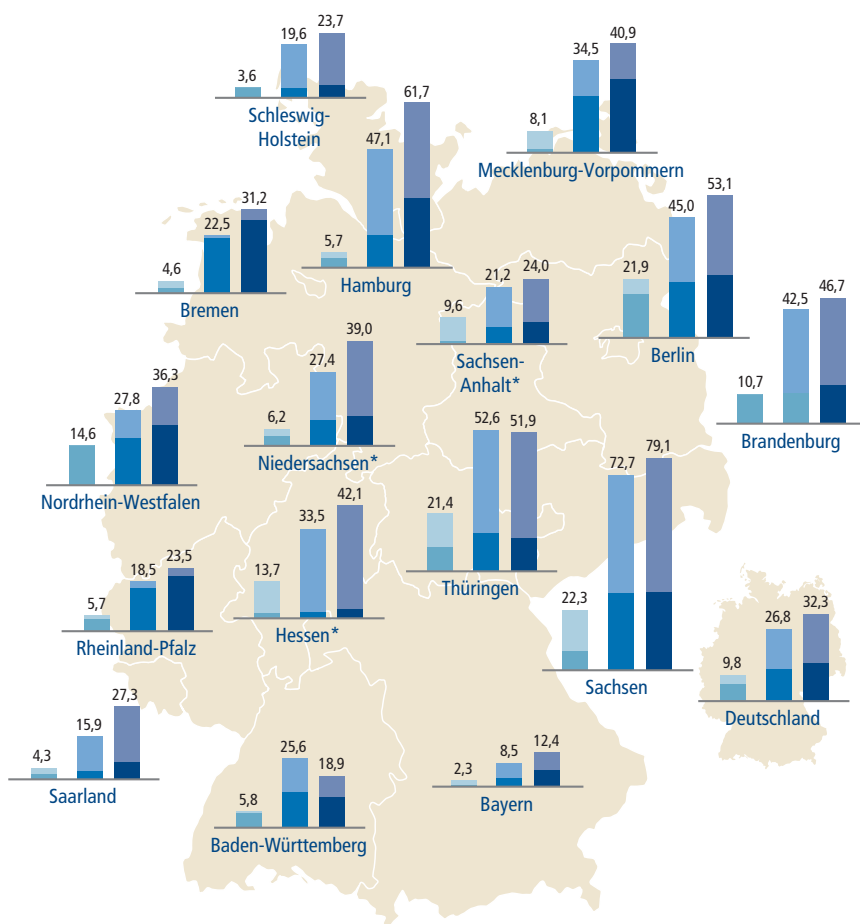 3,6
19,6
23,7
Schleswig-
Holstein
8,1
34,5
40,9
Mecklenburg-Vorpommern
5,7
47,1
61,7
Hamburg
4,6
22,5
31,2
Bremen
9,6
21,2
24,0
Sachsen-
Anhalt*
21,9
45,0
53,1
Berlin
10,7
42,5
46,7
Brandenburg
14,6
27,8
36,3
Nordrhein-Westfalen
6,2
27,4
39,0
Niedersachsen*
21,4
52,6
51,9
Thüringen
22,3
72,7
79,1
Sachsen
5,7
18,5
23,5
Rheinland-Pfalz
13,7
33,5
42,1
Hessen*
9,8
26,8
32,3
Deutschland
4,3
15,9
27,3
Saarland
5,8
25,6
18,9
Baden-Württemberg
2,3
8,5
12,4
Bayern